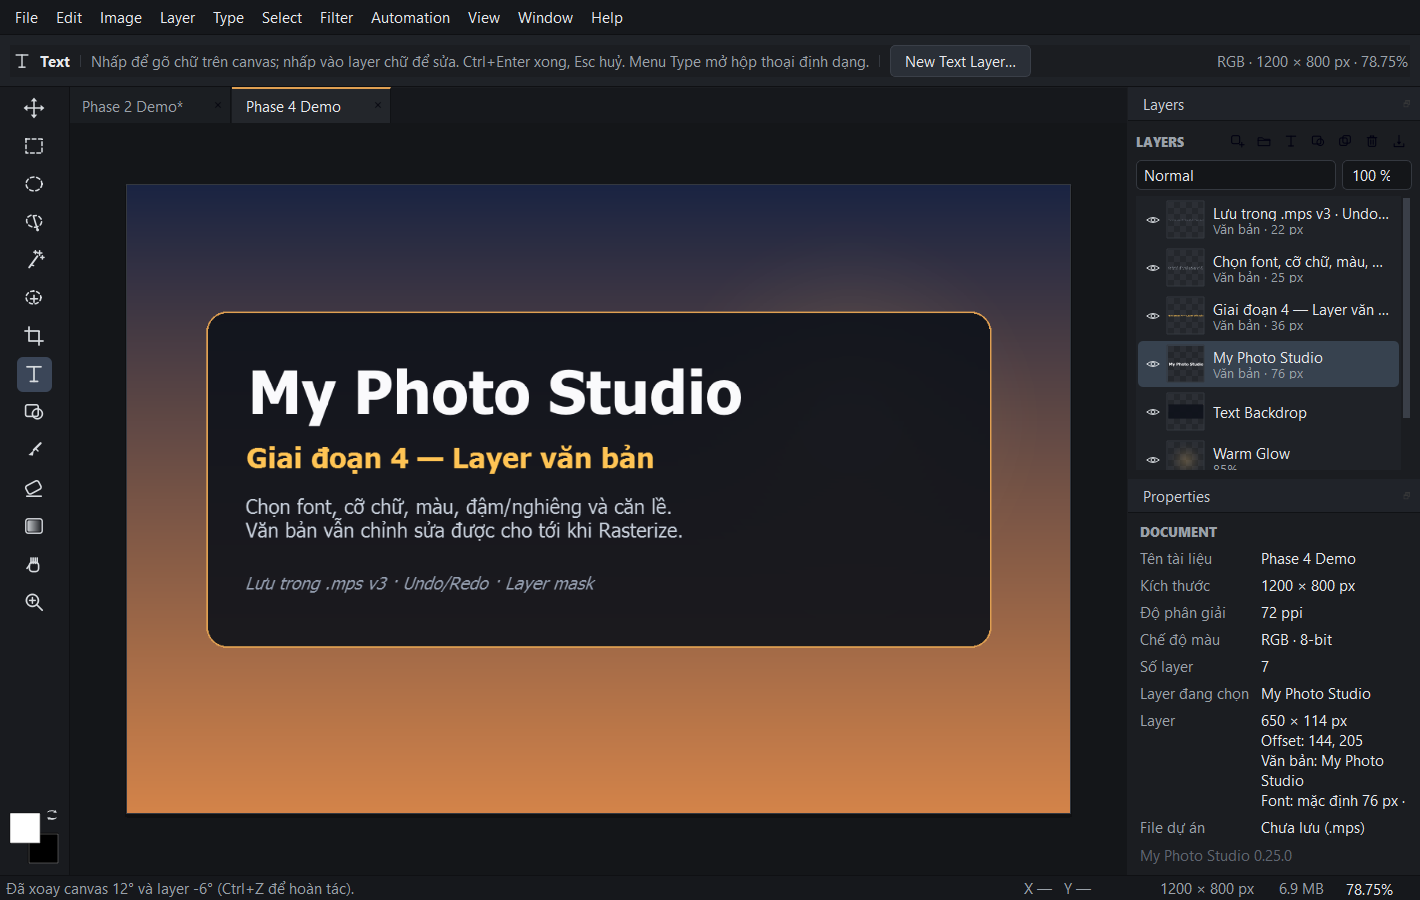 File Edit Image Layer Type Select Filter Automation View Window Help
Text Nhấp để gõ chữ trên canvas; nhấp vào layer chữ để sửa. Ctrl+Enter xong, Esc huỷ. Menu Type mở hộp thoại định dạng. New Text Layer... RGB · 1200 × 800 px · 78.75%
Phase 2 Demo* × Phase 4 Demo ×
My Photo Studio
Giai đoạn 4 — Layer văn bản
Chọn font, cỡ chữ, màu, đậm/nghiêng và căn lề.
Văn bản vẫn chỉnh sửa được cho tới khi Rasterize.
Lưu trong .mps v3 · Undo/Redo · Layer mask
Layers
LAYERS
Normal 100 %
Lưu trong .mps v3 · Undo...
Văn bản · 22 px
Chọn font, cỡ chữ, màu, ...
Văn bản · 25 px
Giai đoạn 4 — Layer văn ...
Văn bản · 36 px
My Photo Studio
Văn bản · 76 px
Text Backdrop
Warm Glow
85%
Properties
DOCUMENT
Tên tài liệu Phase 4 Demo
Kích thước 1200 × 800 px
Độ phân giải 72 ppi
Chế độ màu RGB · 8-bit
Số layer 7
Layer đang chọn My Photo Studio
Layer 650 × 114 px
Offset: 144, 205
Văn bản: My Photo
Studio
Font: mặc định 76 px ·
File dự án Chưa lưu (.mps)
My Photo Studio 0.25.0
Đã xoay canvas 12° và layer -6° (Ctrl+Z để hoàn tác). X — Y — 1200 × 800 px 6.9 MB 78.75%